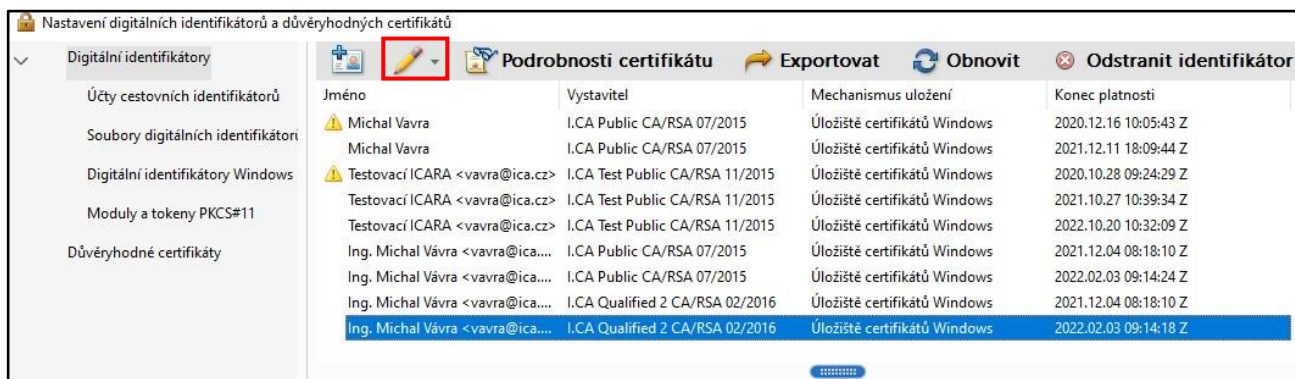 Nastavení digitálních identifikátorů a důvěryhodných certifikátů
Digitální identifikátory
Účty cestovních identifikátorů
Soubory digitálních identifikátorů
Digitální identifikátory Windows
Moduly a tokeny PKCS#11
Důvěryhodné certifikáty
Podrobnosti certifikátu Exportovat Obnovit Odstranit identifikátor
Jméno Vystavitel Mechanismus uložení Konec platnosti
Michal Vavra I.CA Public CA/RSA 07/2015 Úložiště certifikátů Windows 2020.12.16 10:05:43 Z
Michal Vavra I.CA Public CA/RSA 07/2015 Úložiště certifikátů Windows 2021.12.11 18:09:44 Z
Testovací ICARA <vavra@ica.cz> I.CA Test Public CA/RSA 11/2015 Úložiště certifikátů Windows 2020.10.28 09:24:29 Z
Testovací ICARA <vavra@ica.cz> I.CA Test Public CA/RSA 11/2015 Úložiště certifikátů Windows 2021.10.27 10:39:34 Z
Testovací ICARA <vavra@ica.cz> I.CA Test Public CA/RSA 11/2015 Úložiště certifikátů Windows 2022.10.20 10:32:09 Z
Ing. Michal Vávra <vavra@ica.... I.CA Public CA/RSA 07/2015 Úložiště certifikátů Windows 2021.12.04 08:18:10 Z
Ing. Michal Vávra <vavra@ica.... I.CA Public CA/RSA 07/2015 Úložiště certifikátů Windows 2022.02.03 09:14:24 Z
Ing. Michal Vávra <vavra@ica.... I.CA Qualified 2 CA/RSA 02/2016 Úložiště certifikátů Windows 2021.12.04 08:18:10 Z
Ing. Michal Vávra <vavra@ica.... I.CA Qualified 2 CA/RSA 02/2016 Úložiště certifikátů Windows 2022.02.03 09:14:18 Z